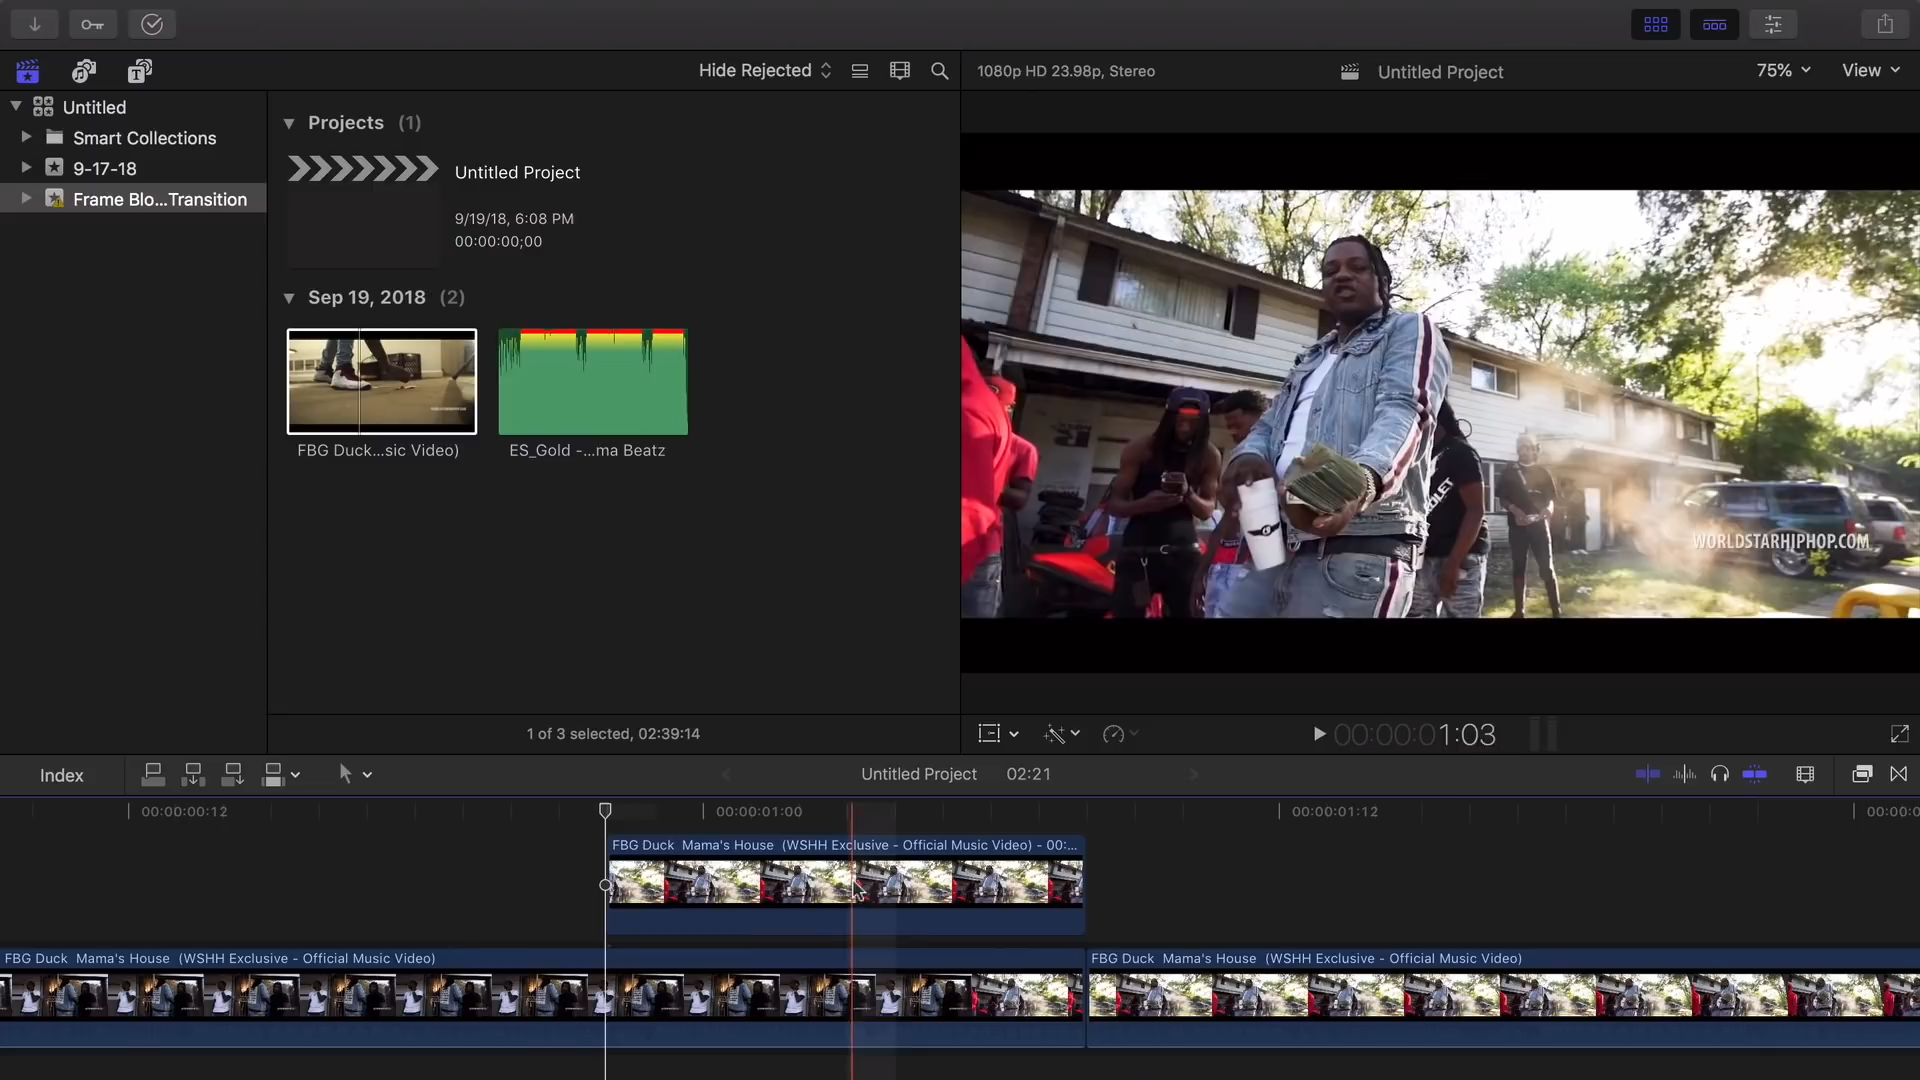 Hide Rejected
1080p HD 23.98p, Stereo
Untitled Project
75%
View
Untitled
Smart Collections
9-17-18
Frame Blo...Transition
Projects (1)
Untitled Project
9/19/18, 6:08 PM
00:00:00;00
Sep 19, 2018 (2)
FBG Duck...sic Video)
ES_Gold -...ma Beatz
WORLDSTARHIPHOP.COM
1 of 3 selected, 02:39:14
00:00:01:03
Index
Untitled Project
02:21
00:00:00:12
00:00:01:00
00:00:01:12
00:00:0
FBG Duck Mama's House (WSHH Exclusive - Official Music Video) - 00:...
FBG Duck Mama's House (WSHH Exclusive - Official Music Video)
FBG Duck Mama's House (WSHH Exclusive - Official Music Video)